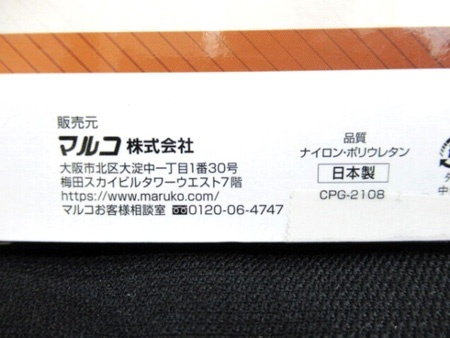 販売元
マルコ 株式会社
大阪市北区大淀中一丁目1番30号
梅田スカイビルタワーウエスト7階
https://www.maruko.com/
マルコお客様相談室 0120-06-4747
品質
ナイロン・ポリウレタン
日本製
CPG-2108